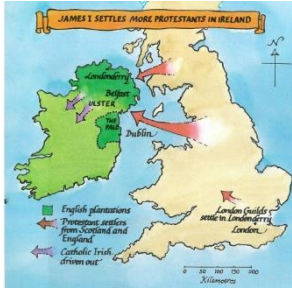 JAMES I SETTLES MORE PROTESTANTS IN IRELAND
N
Londonderry
Belfast
ULSTER
THE
PALE
Dublin
English plantations
Protestant settlers
from Scotland and
England
Catholic Irish
driven out
London Guilds
settle in Londonderry
London
0 50 100 150 200
Kilometres